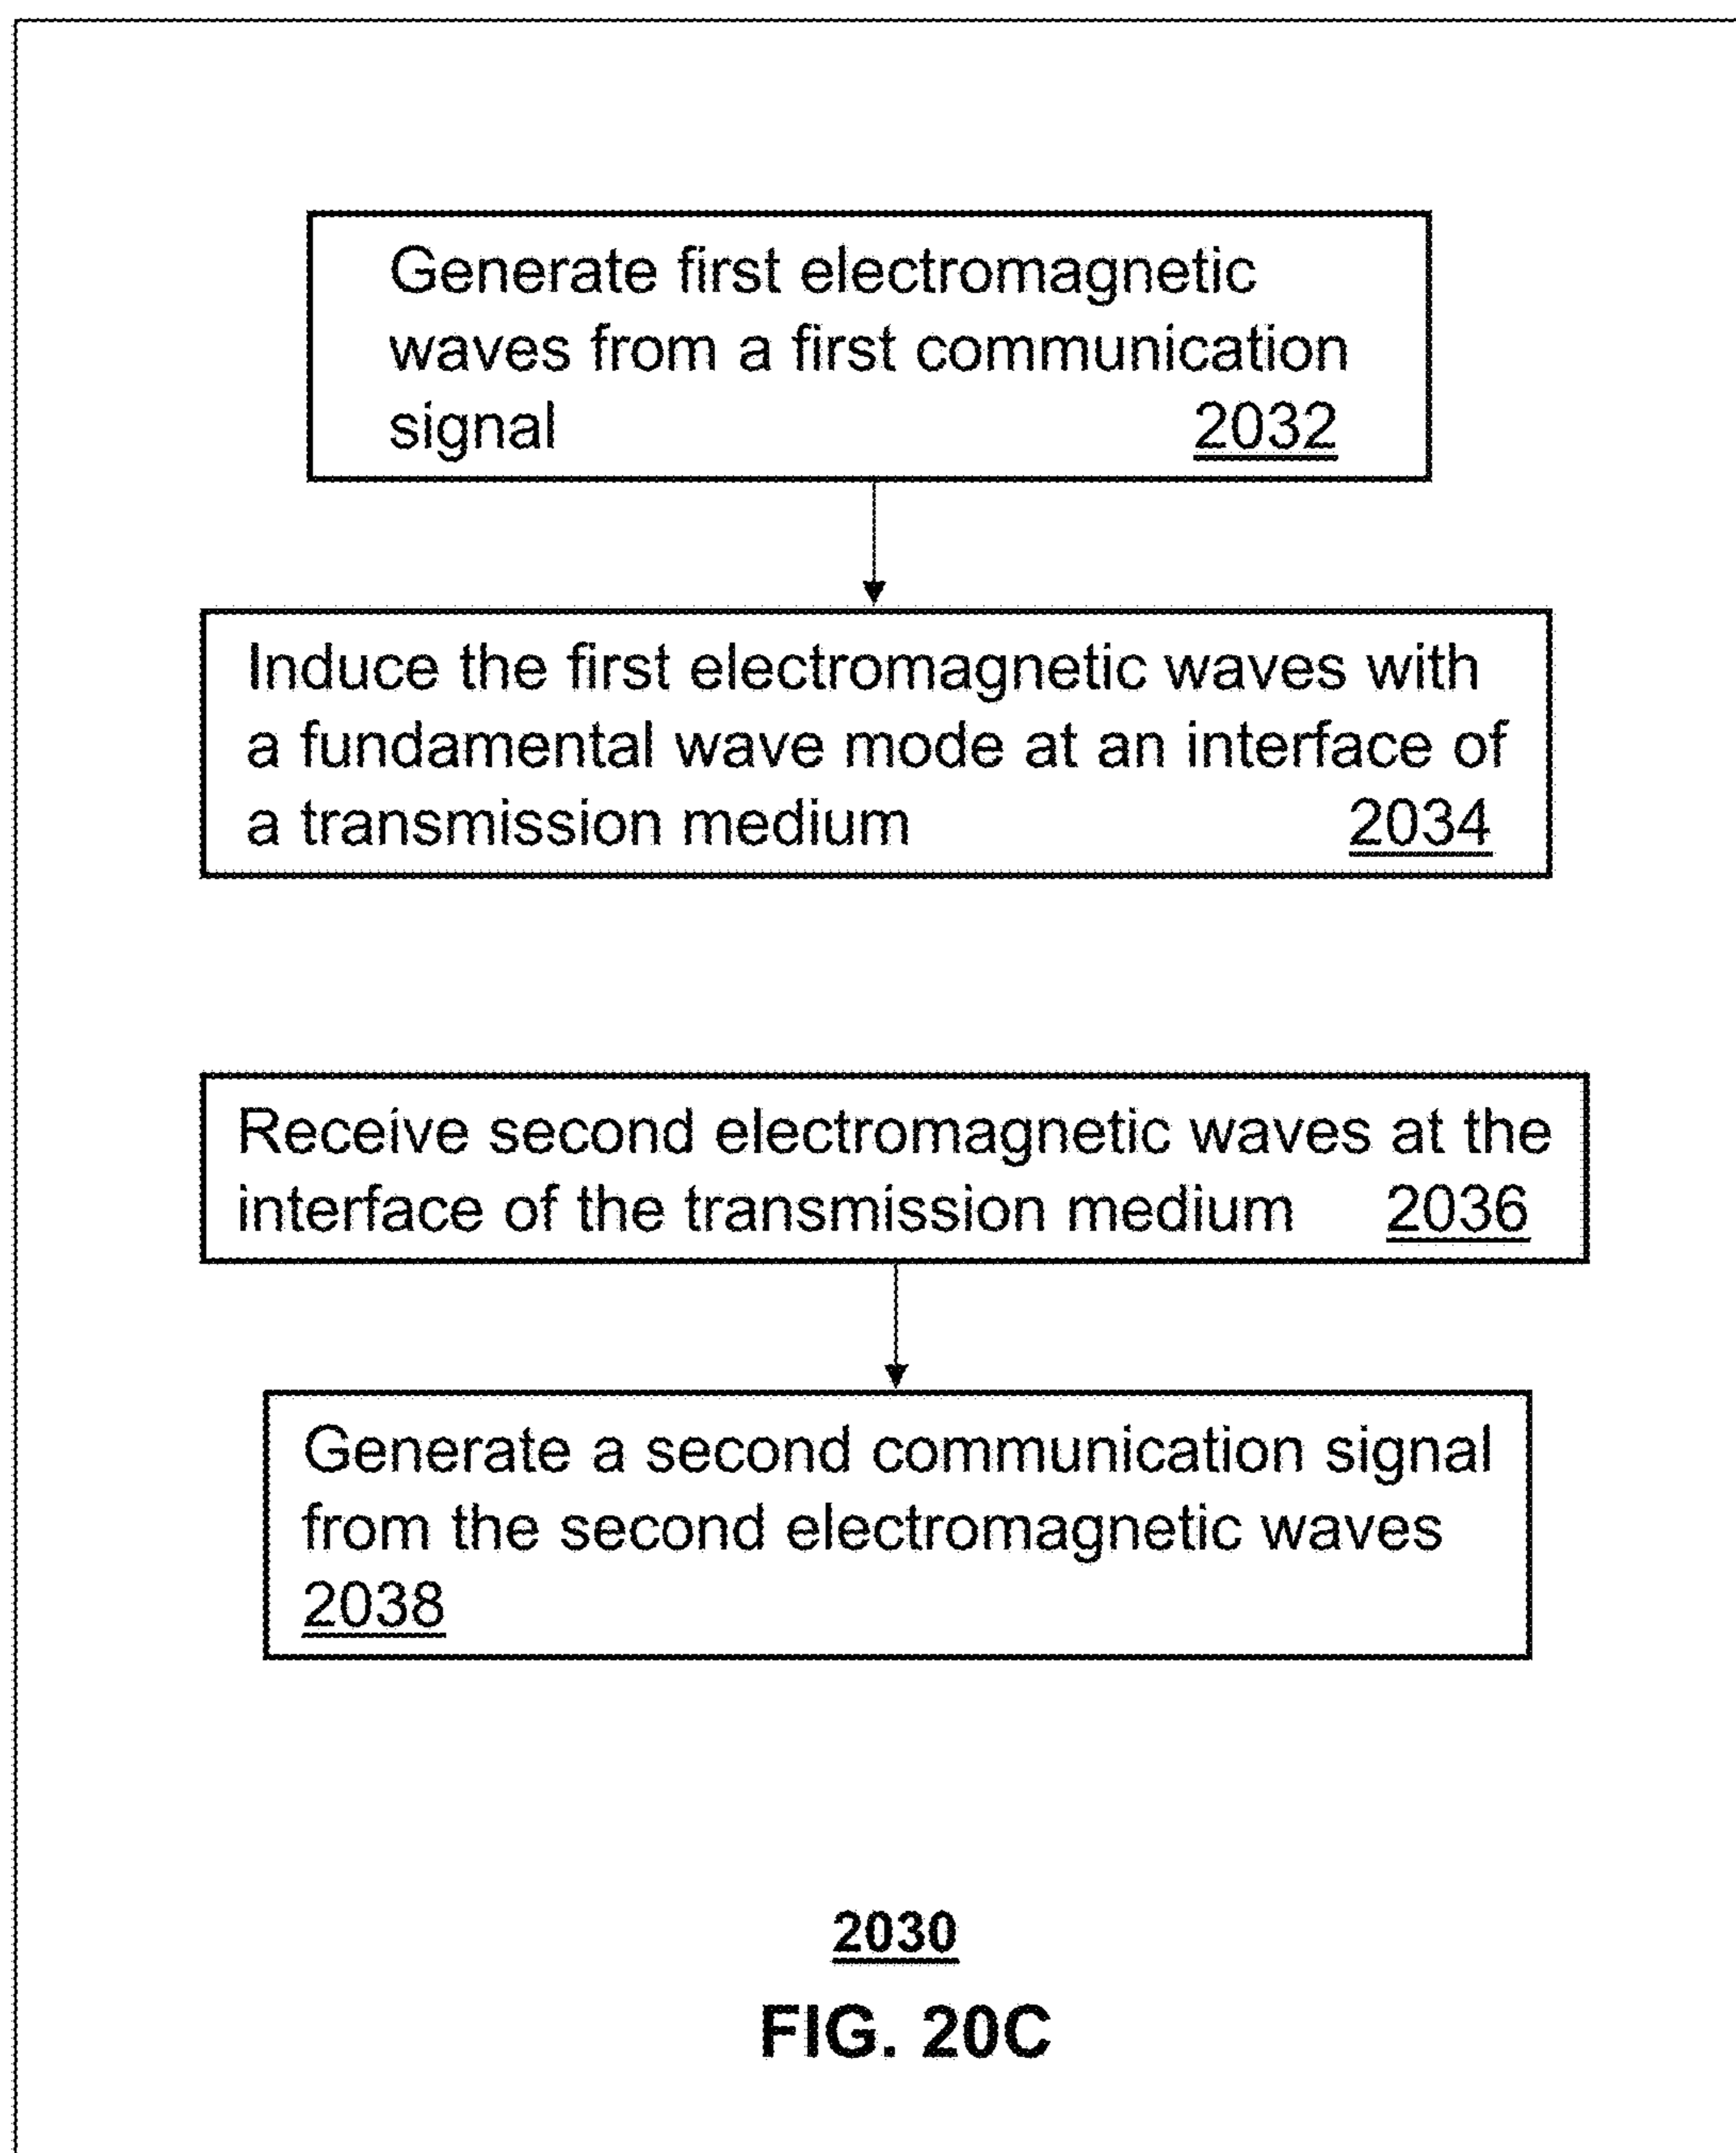 Generate first electromagnetic
waves from a first communication
signal 2032
Induce the first electromagnetic waves with
a fundamental wave mode at an interface of
a transmission medium 2034
Receive second electromagnetic waves at the
interface of the transmission medium 2036
Generate a second communication signal
from the second electromagnetic waves
2038
2030
FIG. 20C